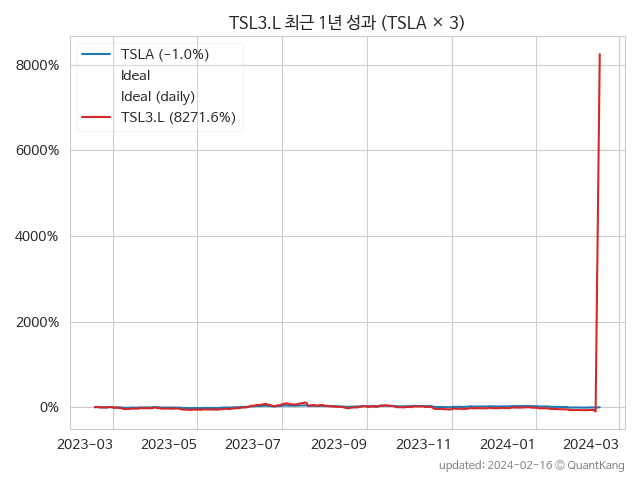 TSL3.L 최근 1년 성과 (TSLA × 3)
TSLA (−1.0%)
Ideal
Ideal (daily)
TSL3.L (8271.6%)
8000%
6000%
4000%
2000%
0%
2023-03 2023-05 2023-07 2023-09 2023-11 2024-01 2024-03
updated: 2024-02-16 © QuantKang